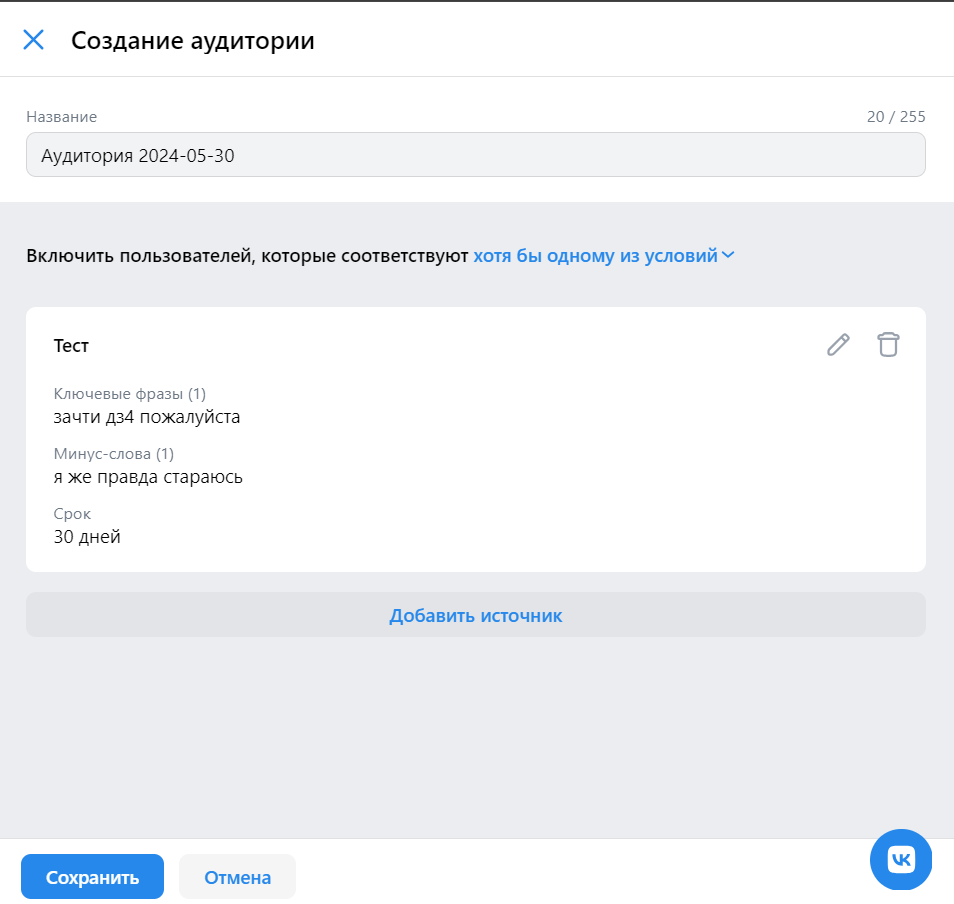 Создание аудитории
Название
20 / 255
Аудитория 2024-05-30
Включить пользователей, которые соответствуют хотя бы одному из условий
Тест
Ключевые фразы (1)
зачти дз4 пожалуйста
Минус-слова (1)
я же правда стараюсь
Срок
30 дней
Добавить источник
Сохранить
Отмена